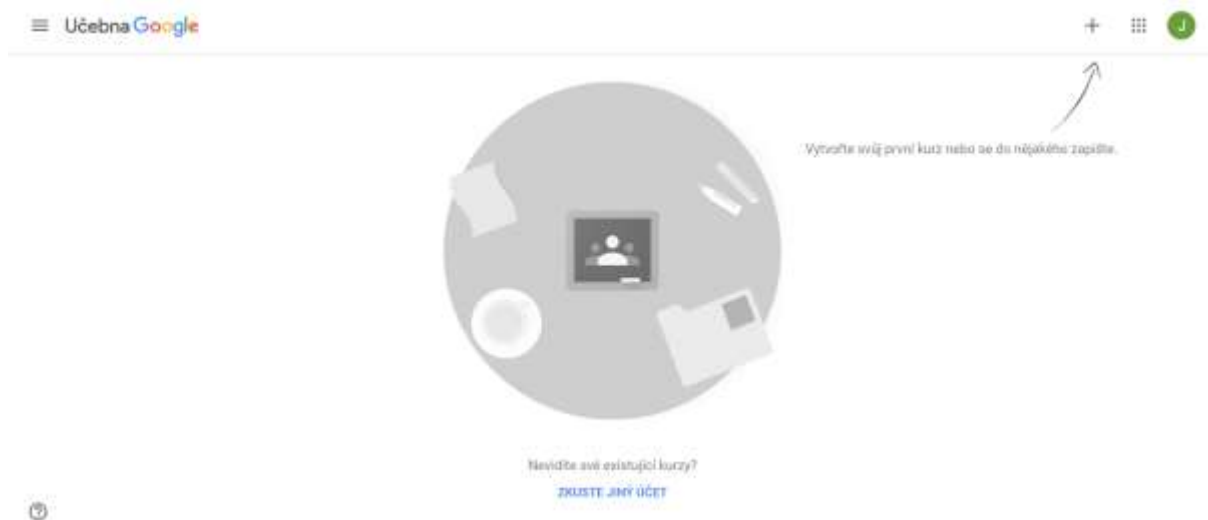 Učebna Google
J
Vytvořte svůj první kurz nebo se do nějakého zapište.
Nevidíte své existující kurzy?
ZKUSTE JINÝ ÚČET